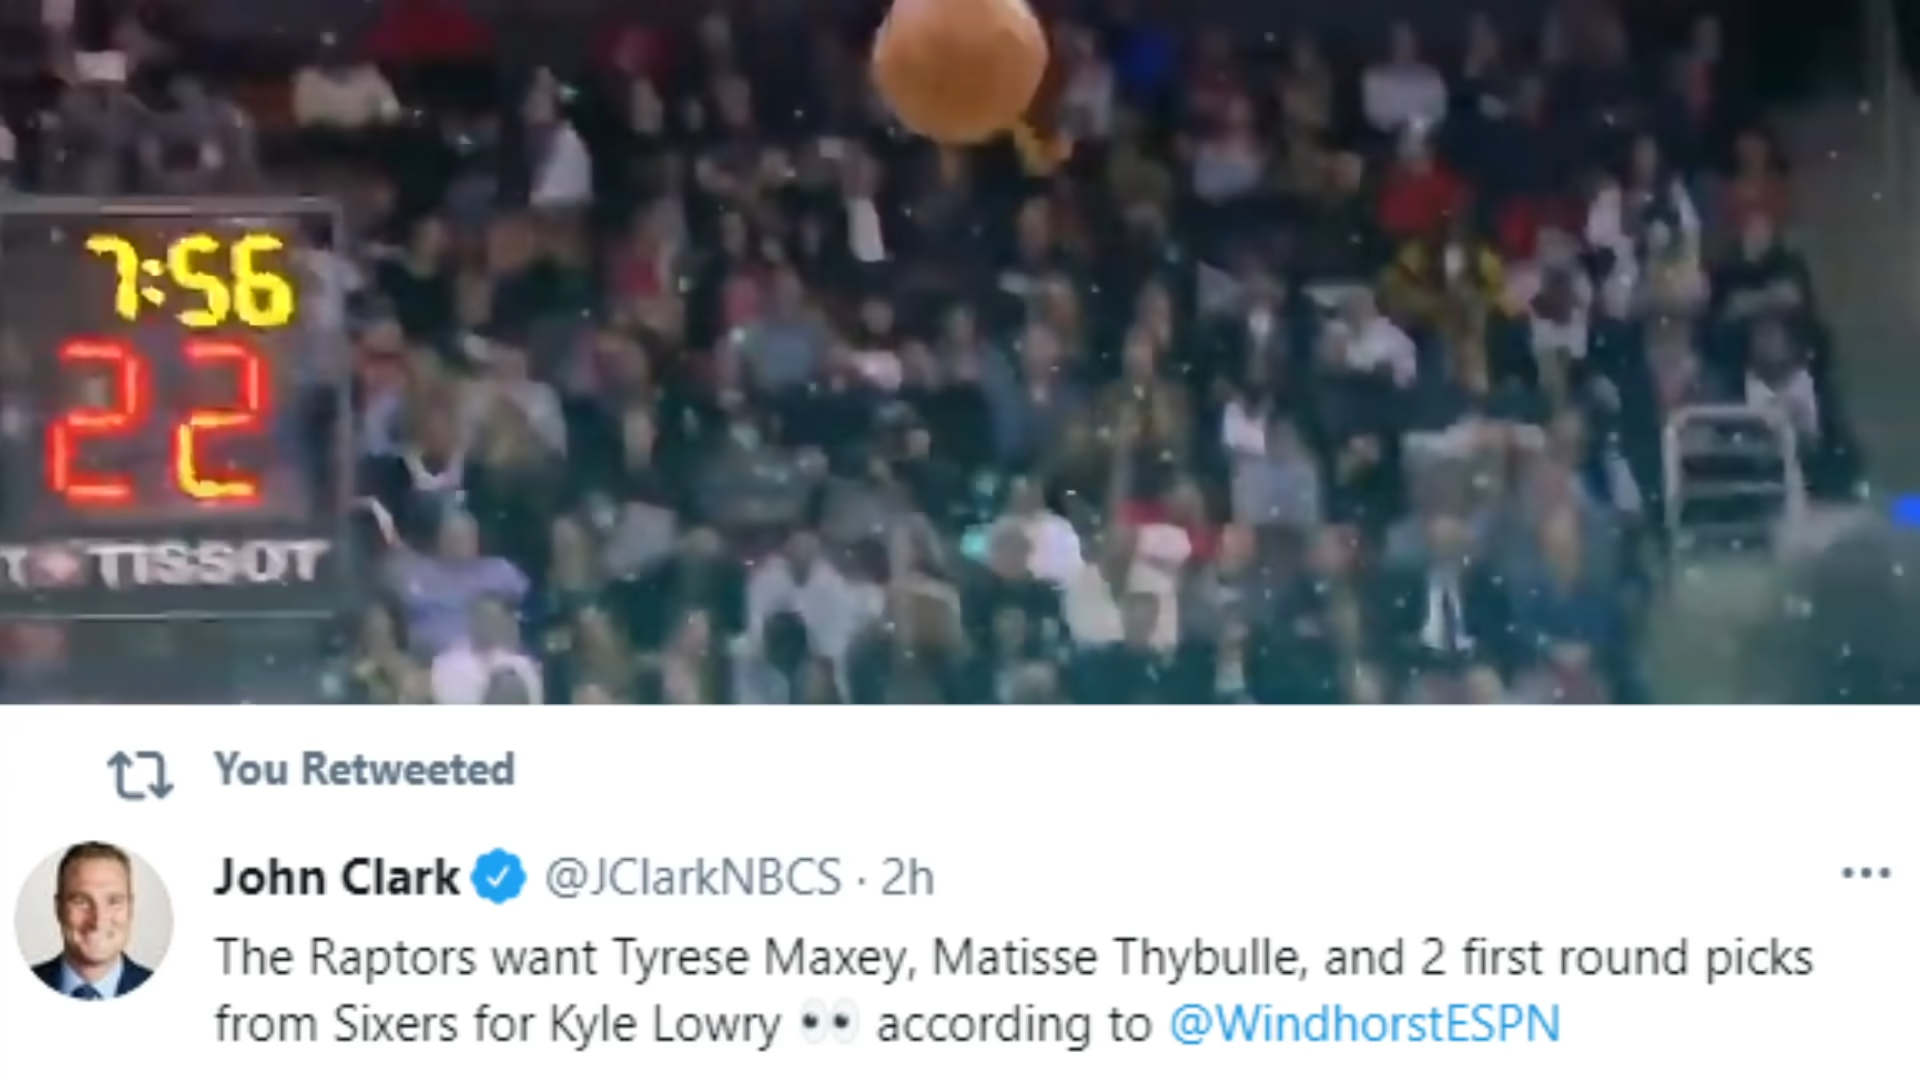 7:56
22
T TISSOT
You Retweeted
John Clark @JClarkNBCS · 2h
The Raptors want Tyrese Maxey, Matisse Thybulle, and 2 first round picks
from Sixers for Kyle Lowry 👀 according to @WindhorstESPN